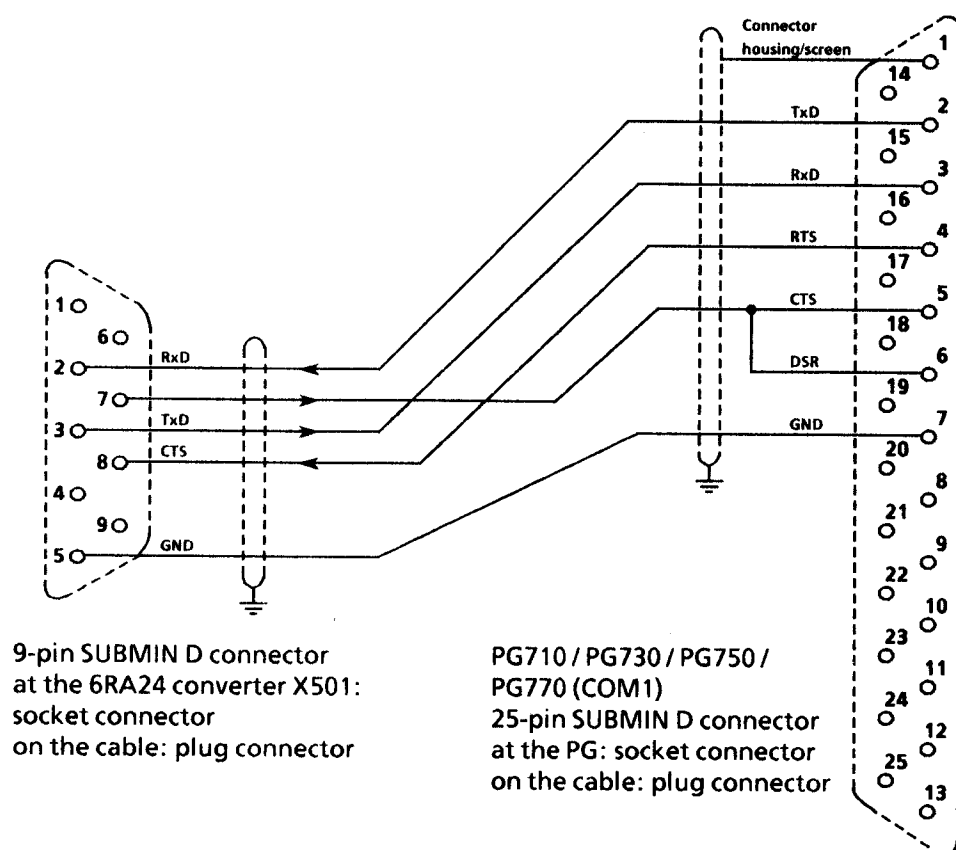 Connector
housing/screen
1
14
TxD
2
15
RxD
3
16
RTS
4
17
CTS
5
18
DSR
6
19
GND
7
20
8
21
9
22
10
23
11
24
12
25
13
1
6
2
RxD
7
3
TxD
8
CTS
4
9
5
GND
9-pin SUBMIN D connector
at the 6RA24 converter X501:
socket connector
on the cable: plug connector
PG710 / PG730 / PG750 /
PG770 (COM1)
25-pin SUBMIN D connector
at the PG: socket connector
on the cable: plug connector